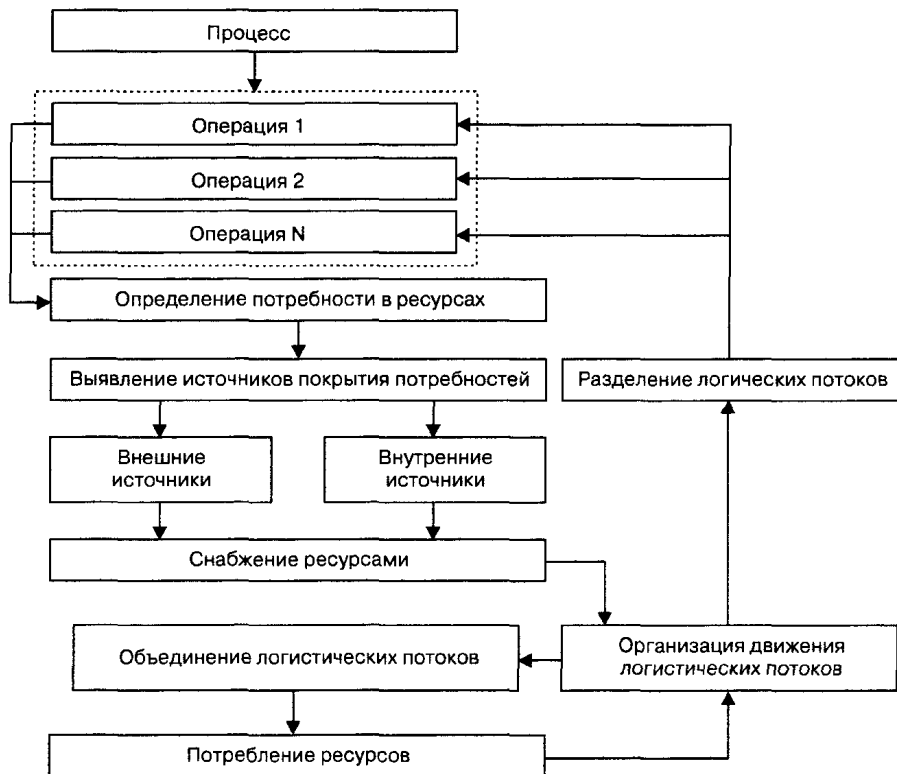 Процесс
Операция 1
Операция 2
Операция N
Определение потребности в ресурсах
Выявление источников покрытия потребностей
Разделение логических потоков
Внешние
источники
Внутренние
источники
Снабжение ресурсами
Объединение логистических потоков
Организация движения
логистических потоков
Потребление ресурсов